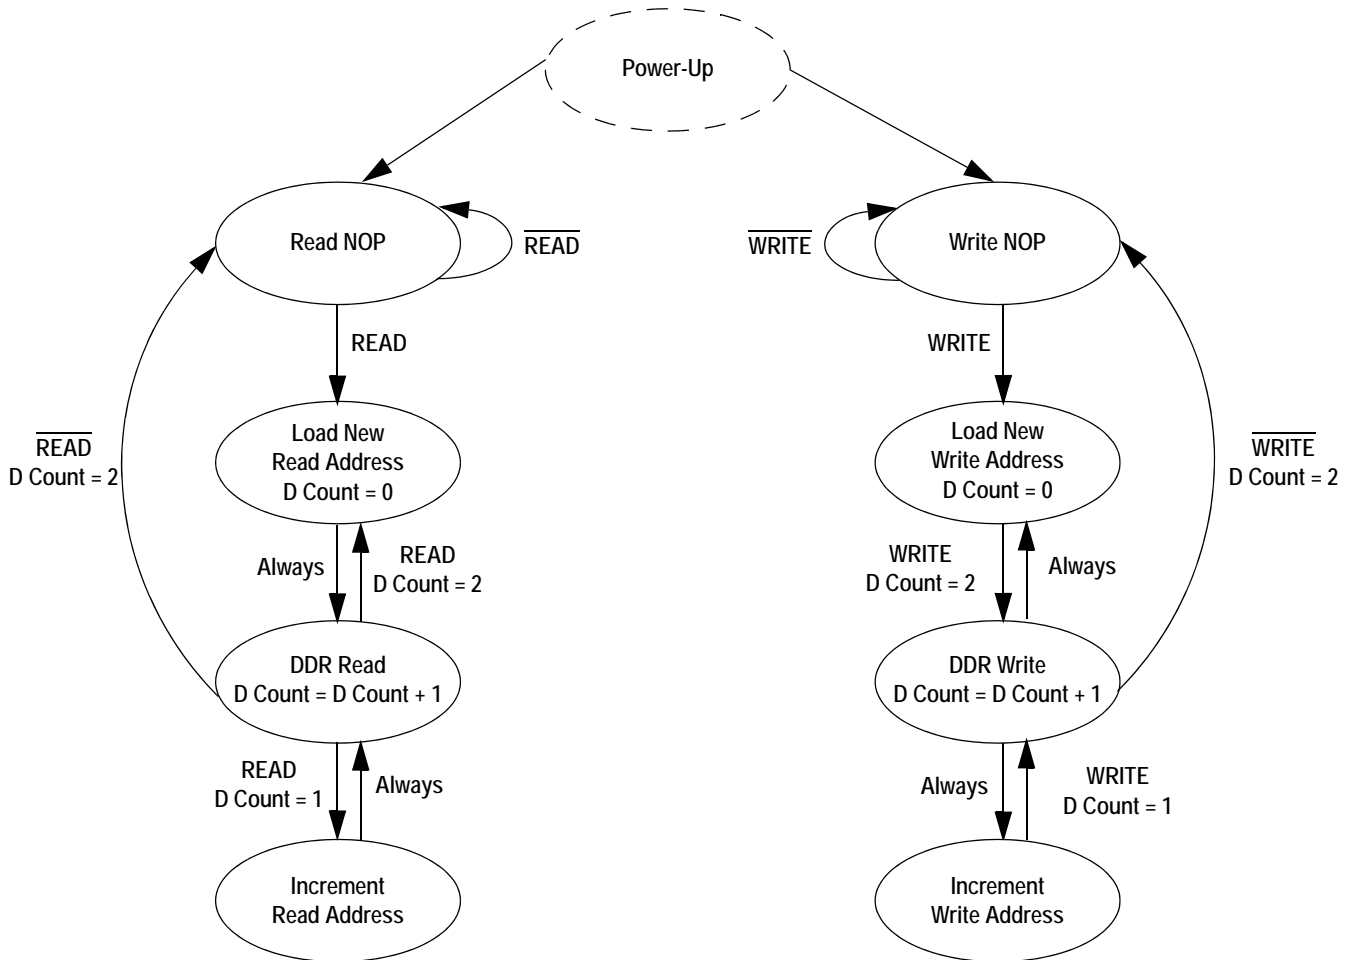 Power-Up
Read NOP
READ
WRITE
Write NOP
READ
WRITE
Load New
Read Address
D Count = 0
Load New
Write Address
D Count = 0
READ
D Count = 2
WRITE
D Count = 2
Always
READ
D Count = 2
WRITE
D Count = 2
Always
DDR Read
D Count = D Count + 1
DDR Write
D Count = D Count + 1
READ
D Count = 1
Always
Always
WRITE
D Count = 1
Increment
Read Address
Increment
Write Address